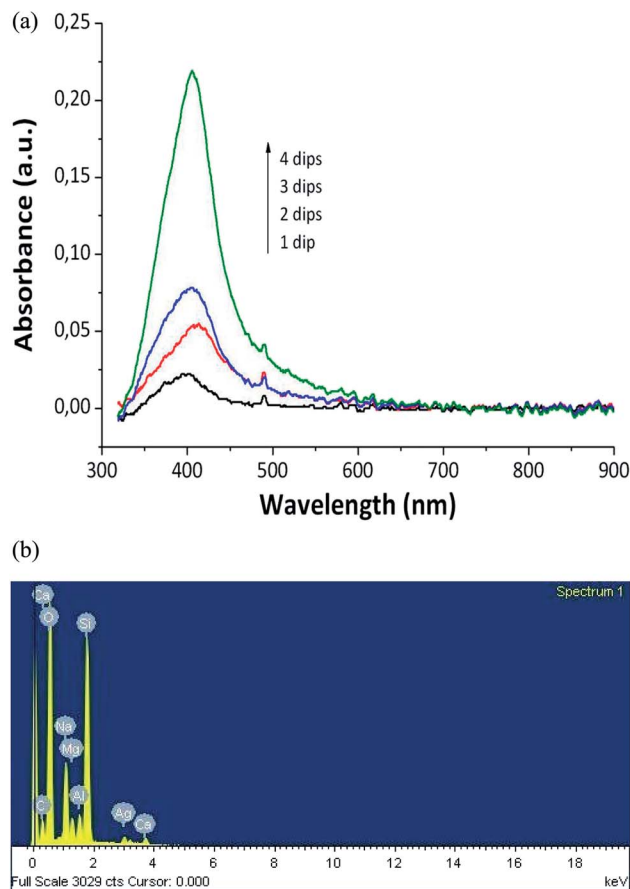 (a)
0,25
0,20
0,15
0,10
0,05
0,00
Absorbance (a.u.)
4 dips
3 dips
2 dips
1 dip
300 400 500 600 700 800 900
Wavelength (nm)
(b)
Spectrum 1
Ca
O
Si
Na
Mg
C
Al
Ag
Ca
0 2 4 6 8 10 12 14 16 18
Full Scale 3029 cts Cursor: 0.000 keV